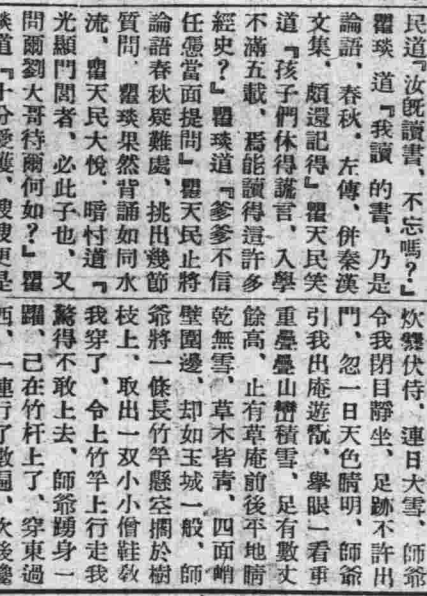 民道『汝既讀書、不忘嗎？』
瞿琰道『我讀 的書、乃是
論語、春秋、左傳、併秦漢
文集、頗還記得』瞿天民笑
道『孩子們休得謊言、入學
不滿五載、焉能讀得這許多
經史？』瞿琰道『爹爹不信
任憑當面提問』瞿天民止將
論語春秋疑難處、挑出幾節
質問、瞿琰果然背誦如同水
流、瞿天民大悅、暗忖道『
光顯門閭者、必此子也、又
問爾劉大哥待爾何如？』瞿
琰道『十分愛護、嫂嫂更是
炊爨伏侍、連日大雪、師爺
令我閉目靜坐、足跡不許出
門、忽一日天色晴明、師爺
引我出庵遊翫、舉眼一看重
重疊疊山巒積雪、足有數丈
餘高、止有草庵前後平地晴
乾無雪、草木皆青、四面峭
壁圍邊、却如玉城一般、師
爺將一條長竹竿懸空擱於樹
枝上、取出一双小小僧鞋敎
我穿了、令上竹竿上行走我
驚得不敢上去、師爺踴身一
躍、已在竹杆上了、穿東過
西、一連行了數遍、次後攙